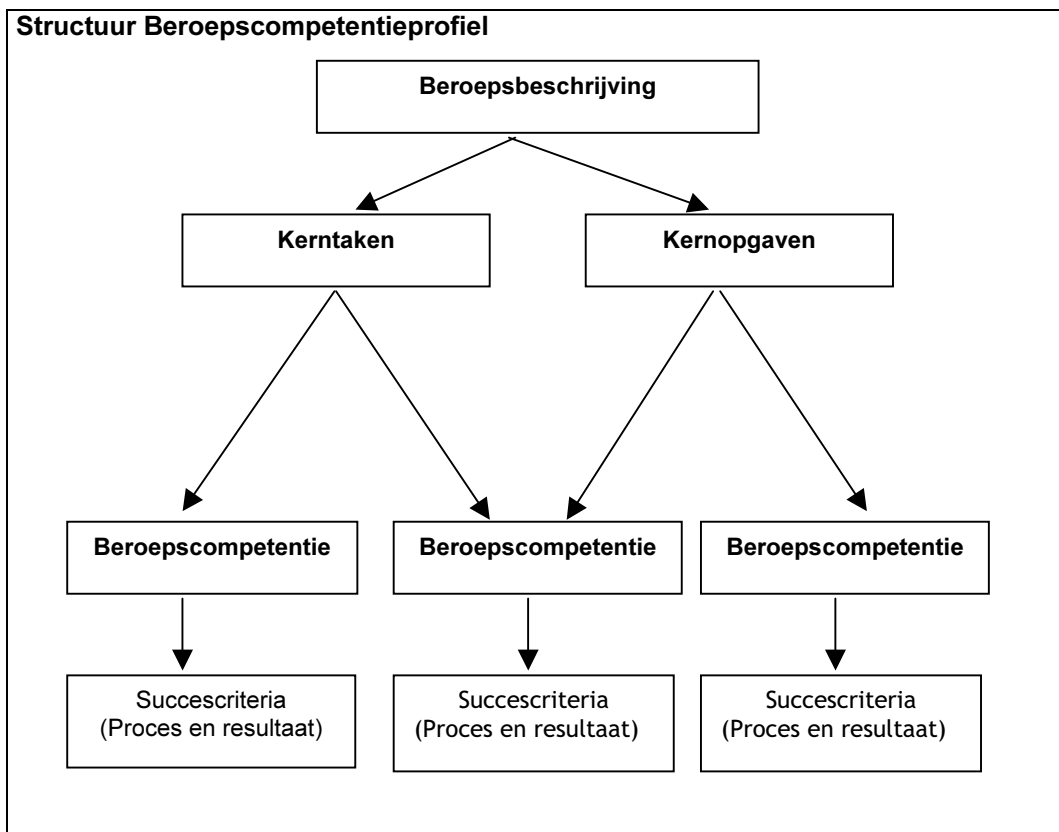 Structuur Beroepscompetentieprofiel
Beroepsbeschrijving
Kerntaken
Kernopgaven
Beroepscompetentie
Beroepscompetentie
Beroepscompetentie
Succescriteria
(Proces en resultaat)
Succescriteria
(Proces en resultaat)
Succescriteria
(Proces en resultaat)